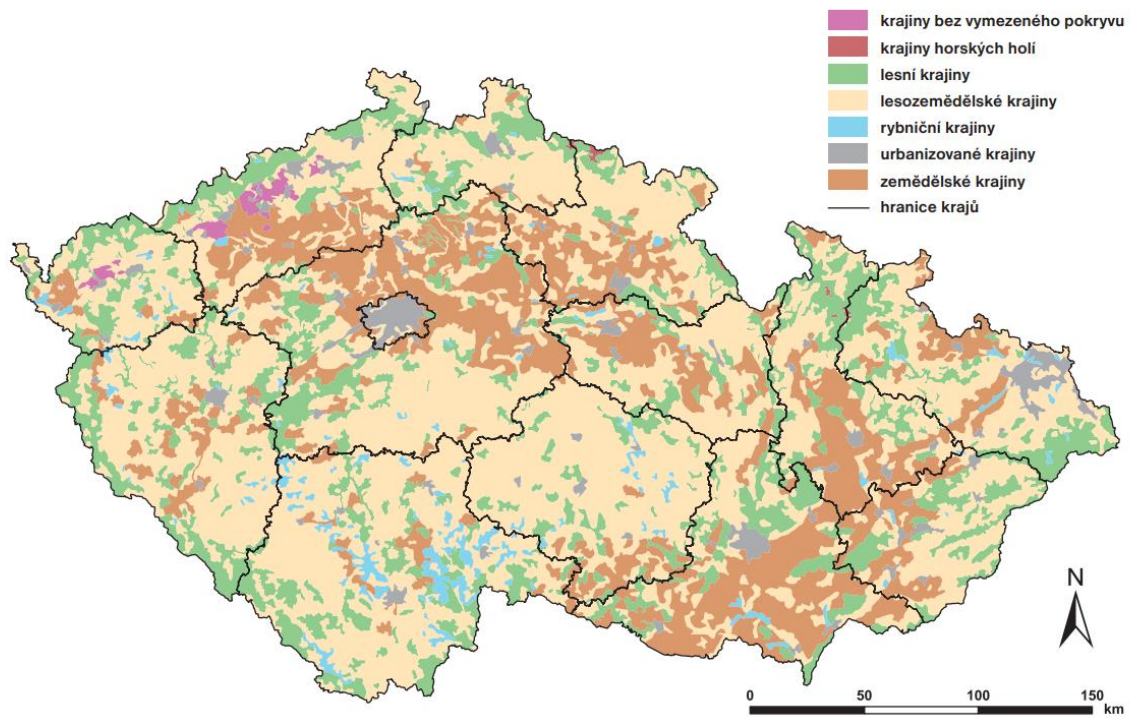 krajiny bez vymezeného pokryvu
krajiny horských holí
lesní krajiny
lesozemědělské krajiny
rybniční krajiny
urbanizované krajiny
zemědělské krajiny
hranice krajů
N
0 50 100 150
km